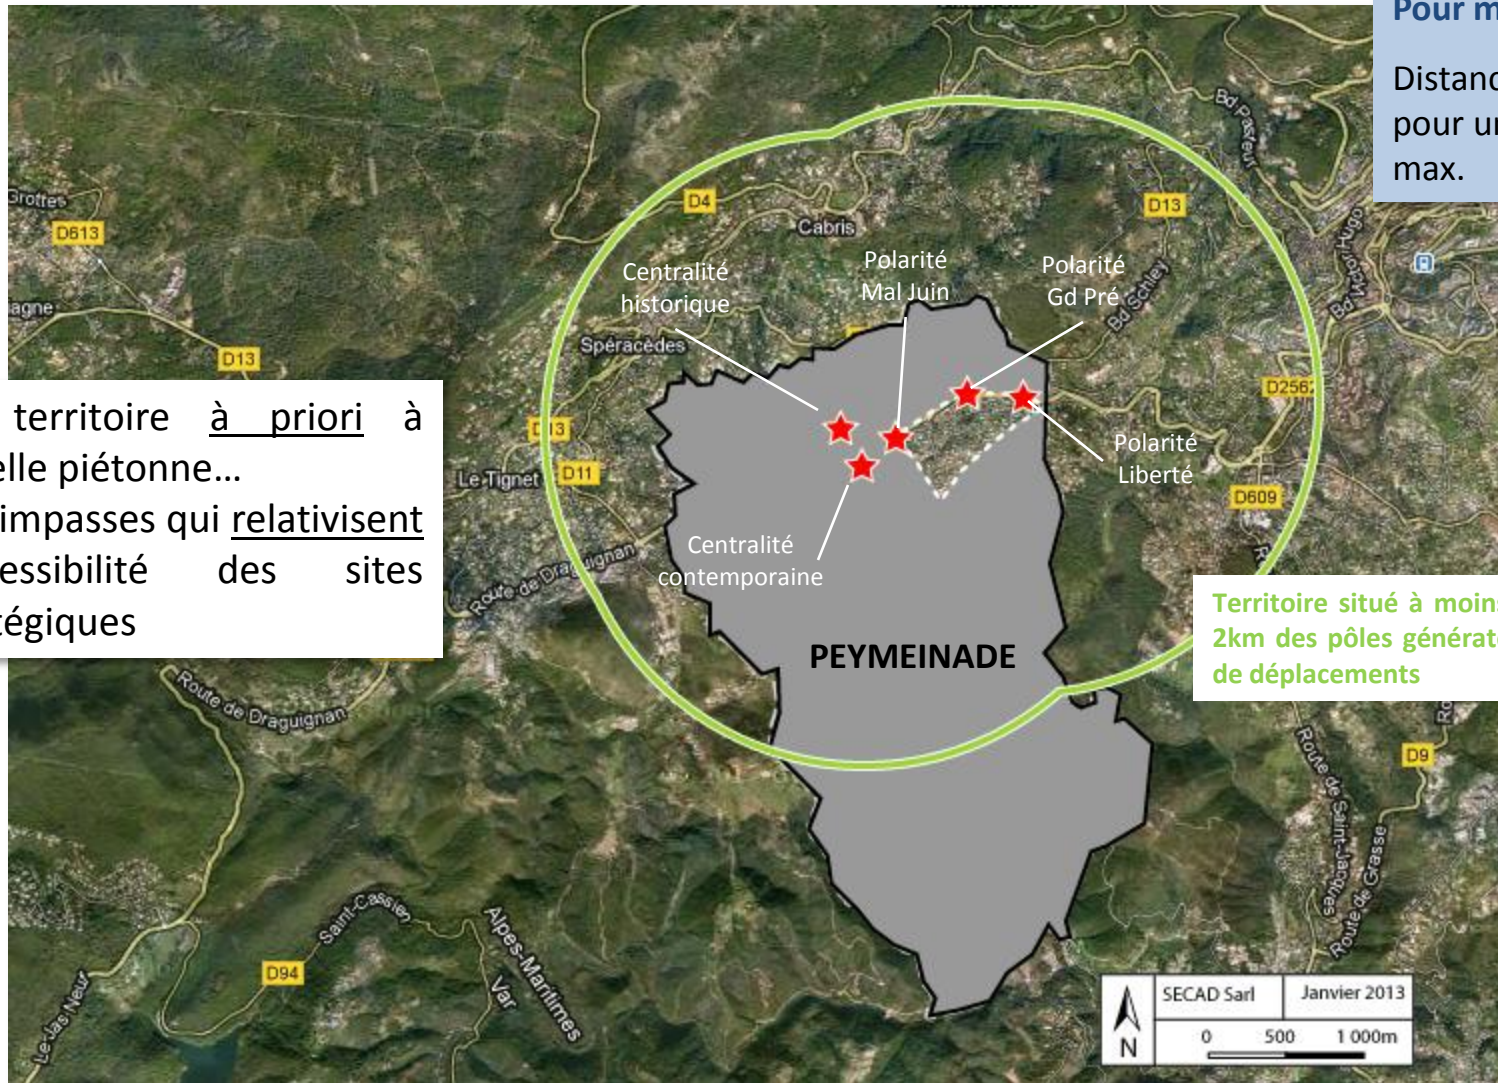 Pour m
Distanc
pour un
max.
Bd Pasteur
Grottes
D613
D4
D13
Cabris
Bd Victor Hugo
Centralité
historique
Polarité
Mal Juin
Polarité
Gd Pré
Bd Schley
agne
D13
Spéracèdes
D2562
territoire à priori à
elle piétonne...
impasses qui relativisent
essibilité des sites
tégiques
D13
Le Tignet
D11
Polarité
Liberté
D609
Centralité
contemporaine
Route de Draguignan
Territoire situé à moins
2km des pôles générat
de déplacements
PEYMEINADE
Route de Draguignan
Ro
D9
Route de Saint-Jacques
Route de Grasse
Saint-Cassien
Alpes-Maritimes
Var
D94
Le Jas Neuf
SECAD Sarl
Janvier 2013
N
0 500 1 000m